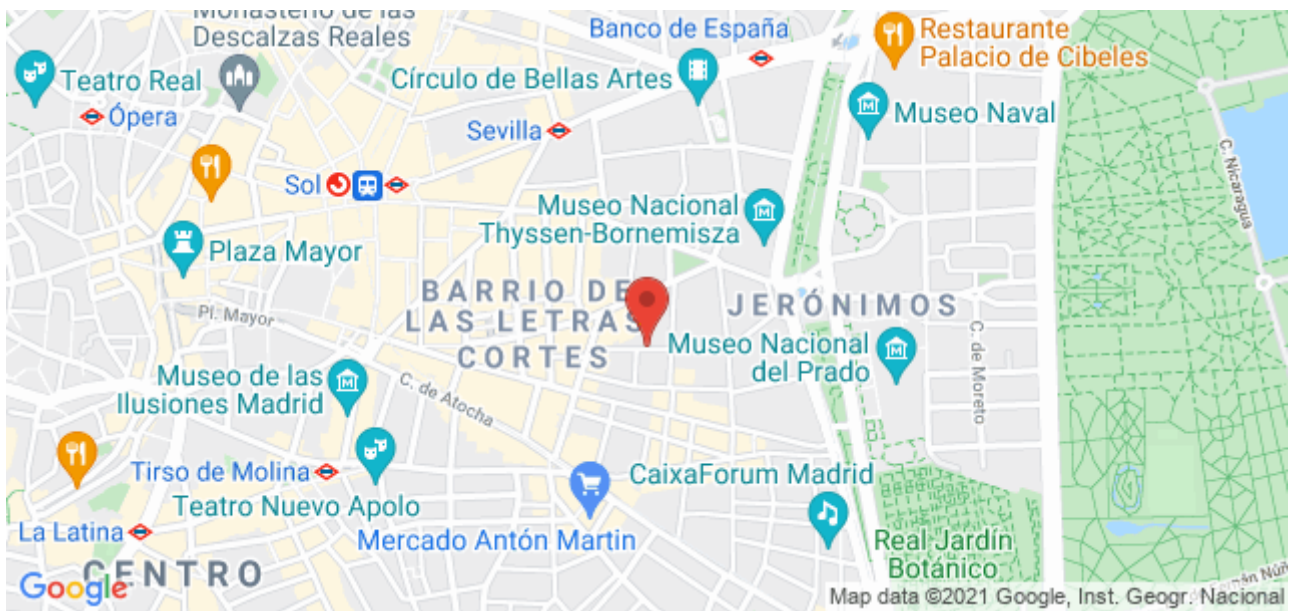 Monasterio de las
Descalzas Reales
Banco de España
Restaurante
Palacio de Cibeles
Teatro Real
Círculo de Bellas Artes
Ópera
Sevilla
Museo Naval
C. Nicaragua
Sol
Museo Nacional
Thyssen-Bornemisza
Plaza Mayor
BARRIO DE
LAS LETRAS
CORTES
JERÓNIMOS
Pl. Mayor
Museo Nacional
del Prado
C. de Moreto
Museo de las
Ilusiones Madrid
C. de Atocha
Tirso de Molina
CaixaForum Madrid
Teatro Nuevo Apolo
La Latina
Mercado Antón Martin
Real Jardín
Botánico
CENTRO
Google
Map data ©2021 Google, Inst. Geogr. Nacional